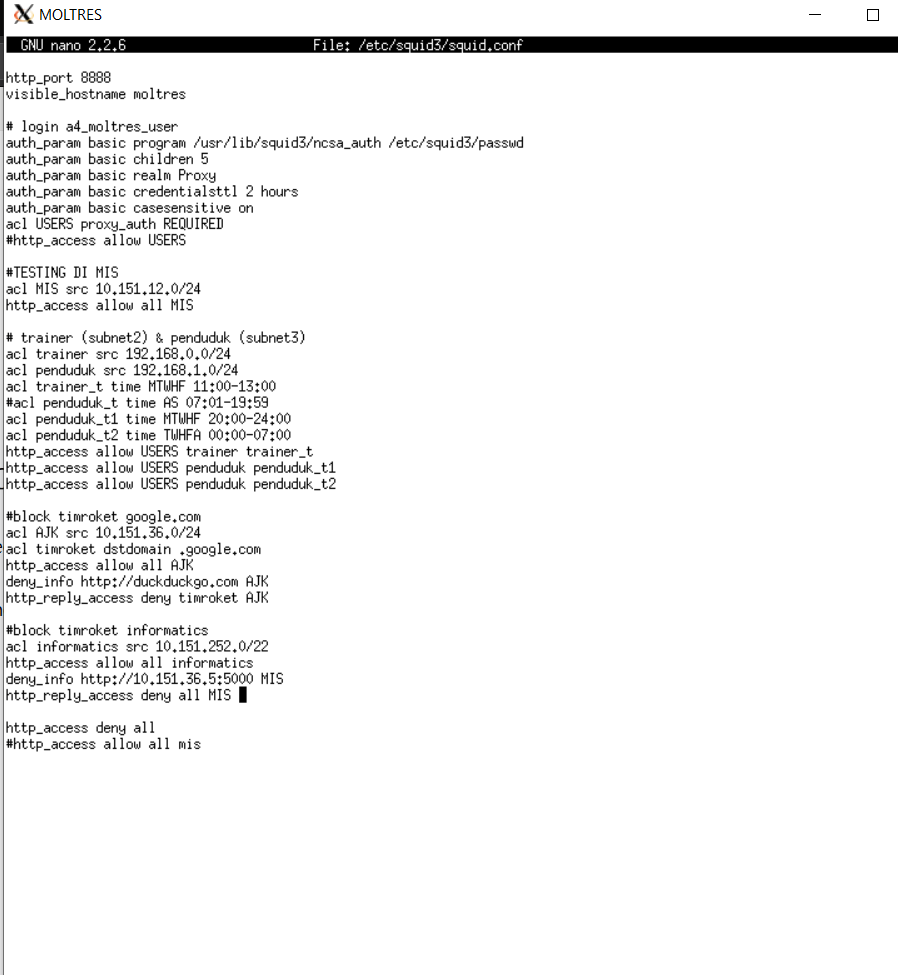 MOLTRES
GNU nano 2.2.6 File: /etc/squid3/squid.conf
http_port 8888
visible_hostname moltres
# login a4_moltres_user
auth_param basic program /usr/lib/squid3/ncsa_auth /etc/squid3/passwd
auth_param basic children 5
auth_param basic realm Proxy
auth_param basic credentialsttl 2 hours
auth_param basic casesensitive on
acl USERS proxy_auth REQUIRED
#http_access allow USERS
#TESTING DI MIS
acl MIS src 10.151.12.0/24
http_access allow all MIS
# trainer (subnet2) & penduduk (subnet3)
acl trainer src 192.168.0.0/24
acl penduduk src 192.168.1.0/24
acl trainer_t time MTWHF 11:00-13:00
#acl penduduk_t time AS 07:01-19:59
acl penduduk_t1 time MTWHF 20:00-24:00
acl penduduk_t2 time TWHFA 00:00-07:00
http_access allow USERS trainer trainer_t
http_access allow USERS penduduk penduduk_t1
http_access allow USERS penduduk penduduk_t2
#block timroket google.com
acl AJK src 10.151.36.0/24
acl timroket dstdomain .google.com
http_access allow all AJK
deny_info http://duckduckgo.com AJK
http_reply_access deny timroket AJK
#block timroket informatics
acl informatics src 10.151.252.0/22
http_access allow all informatics
deny_info http://10.151.36.5:5000 MIS
http_reply_access deny all MIS
http_access deny all
#http_access allow all mis